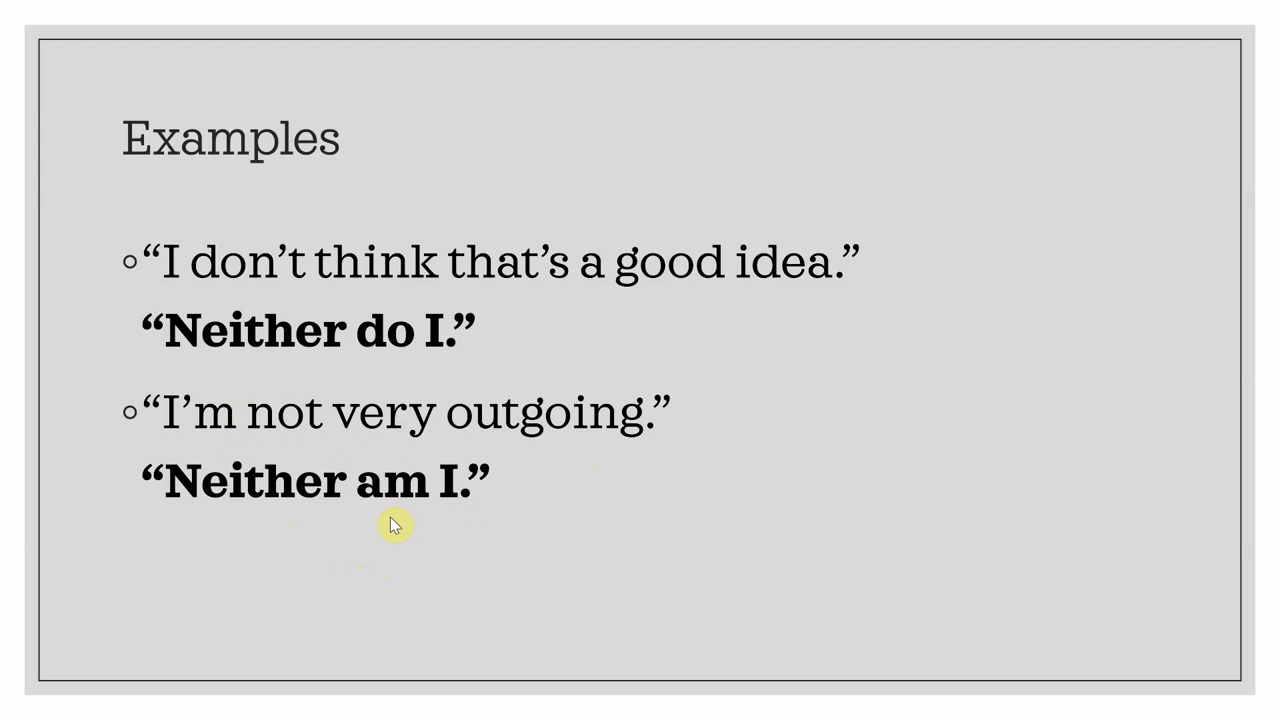 Examples
◦“I don’t think that’s a good idea.”
“Neither do I.”
◦“I’m not very outgoing.”
“Neither am I.”